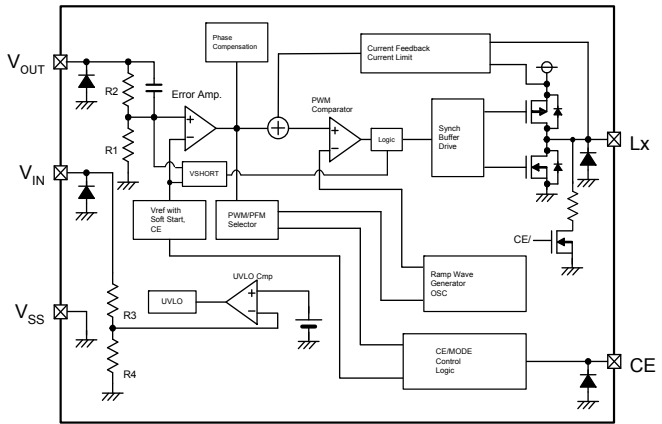 Phase
Compensation
Current Feedback
Current Limit
VOUT
R2
Error Amp.
PWM
Comparator
Logic
Synch
Buffer
Drive
Lx
R1
VSHORT
VIN
Vref with
Soft Start,
CE
PWM/PFM
Selector
CE/
UVLO Cmp
Ramp Wave
Generator
OSC
R3
UVLO
VSS
R4
CE/MODE
Control
Logic
CE